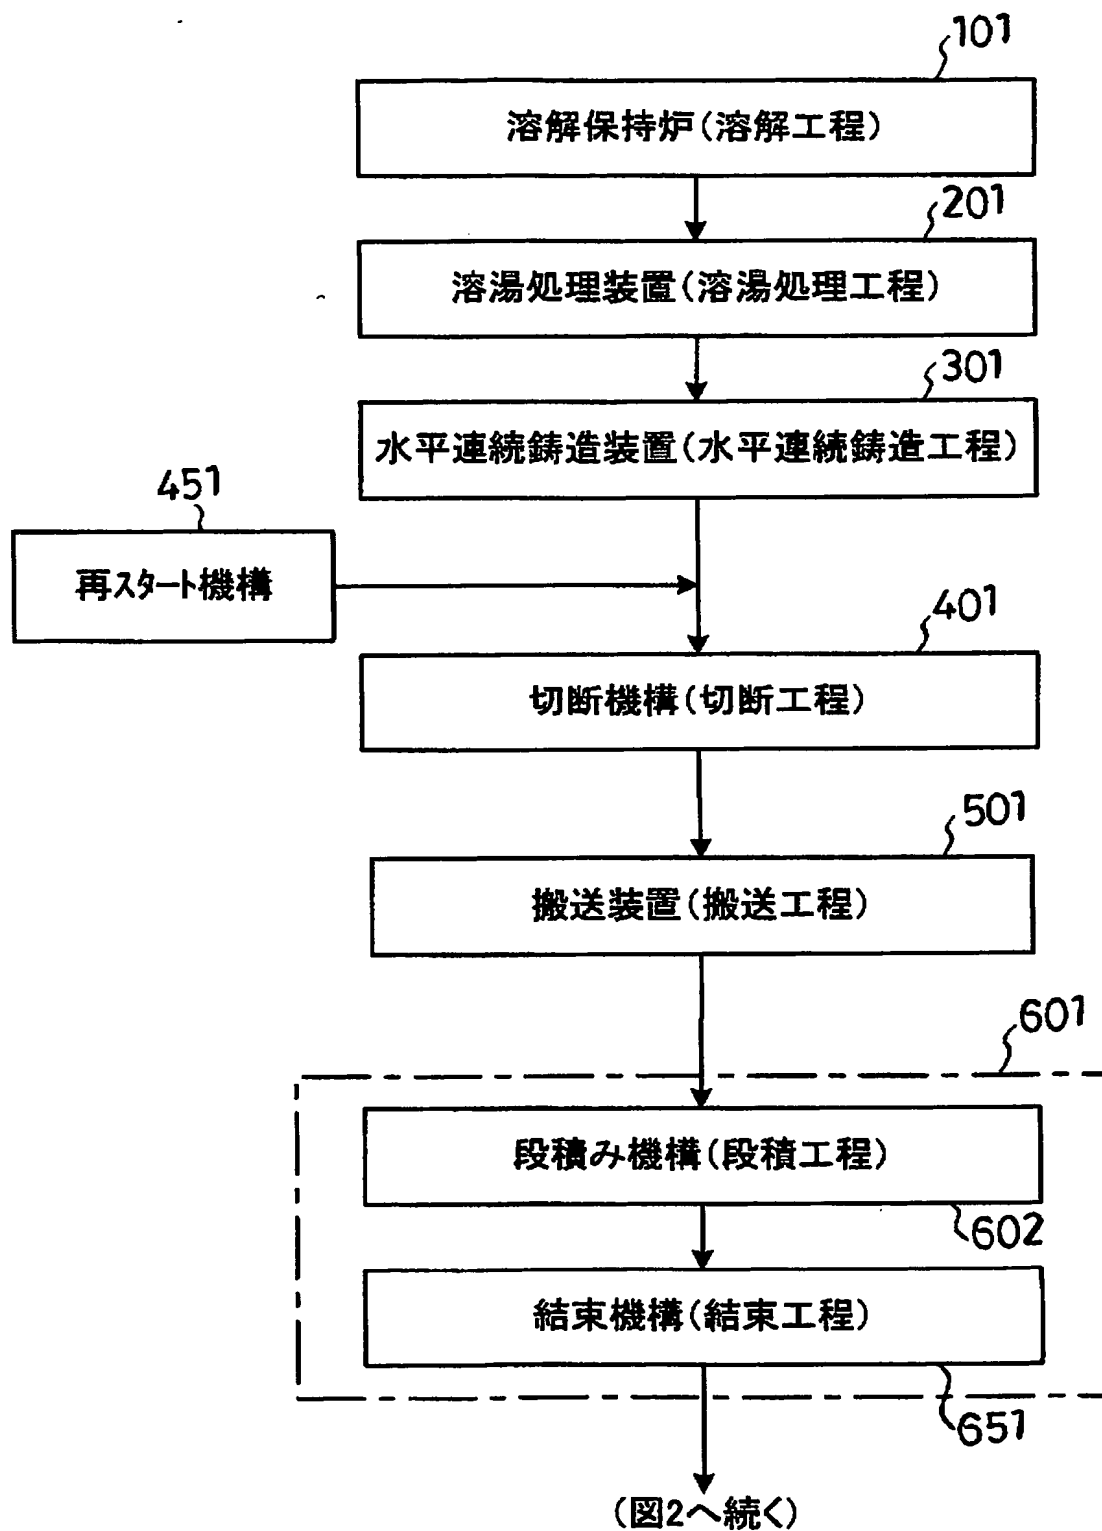 101
溶解保持炉(溶解工程)
201
溶湯処理装置(溶湯処理工程)
301
水平連続鋳造装置(水平連続鋳造工程)
451
再スタート機構
401
切断機構(切断工程)
501
搬送装置(搬送工程)
601
段積み機構(段積工程)
602
結束機構(結束工程)
651
(図2へ続く)